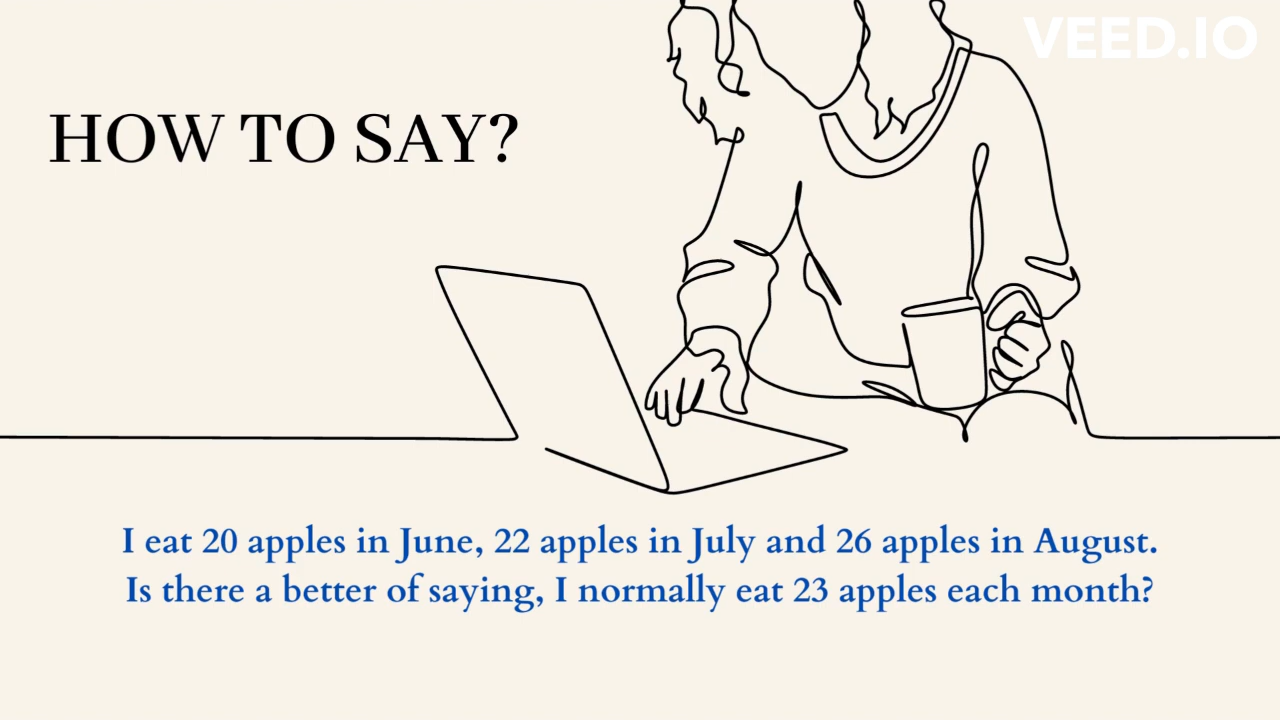 VEED.IO
HOW TO SAY?
I eat 20 apples in June, 22 apples in July and 26 apples in August.
Is there a better of saying, I normally eat 23 apples each month?